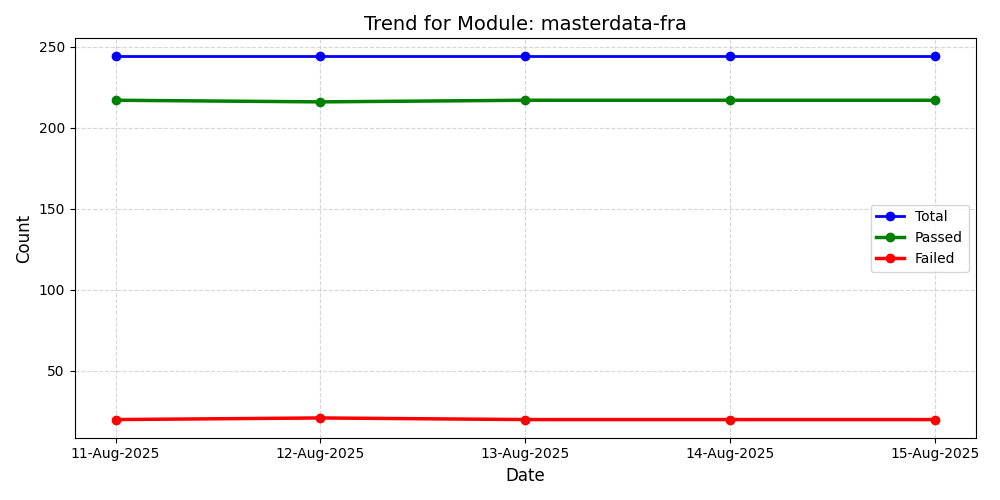 Trend for Module: masterdata-fra
250
200
150
100
50
Count
Total
Passed
Failed
11-Aug-2025
12-Aug-2025
13-Aug-2025
14-Aug-2025
15-Aug-2025
Date